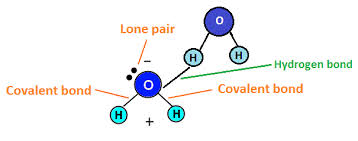 Lone pair
O
−
H
H
Hydrogen bond
O
Covalent bond
Covalent bond
H
H
+